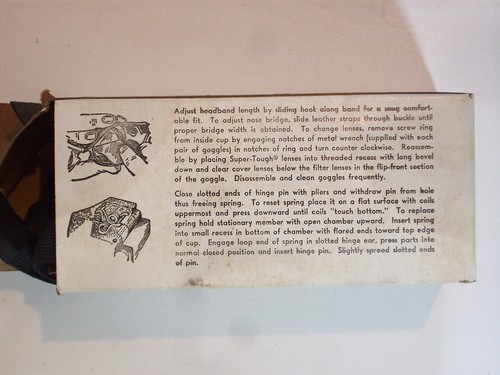 Adjust headband length by sliding hook along band for a snug comfort-
able fit. To adjust nose bridge, slide leather straps through buckle until
proper bridge width is obtained. To change lenses, remove screw ring
from inside cup by engaging notches of metal wrench (supplied with each
pair of goggles) in notches of ring and turn counter clockwise. Reassem-
ble by placing Super-Tough® lenses into threaded recess with long bevel
down and clear cover lenses below the filter lenses in the flip-front section
of the goggle. Disassemble and clean goggles frequently.
Close slotted ends of hinge pin with pliers and withdraw pin from hole
thus freeing spring. To reset spring place it on a flat surface with coils
uppermost and press downward until coils "touch bottom." To replace
spring hold stationary member with open chamber upward. Insert spring
into small recess in bottom of chamber with flared ends toward top edge
of cup. Engage loop end of spring in slotted hinge ear, press parts into
normal closed position and insert hinge pin. Slightly spread slotted ends
of pin.